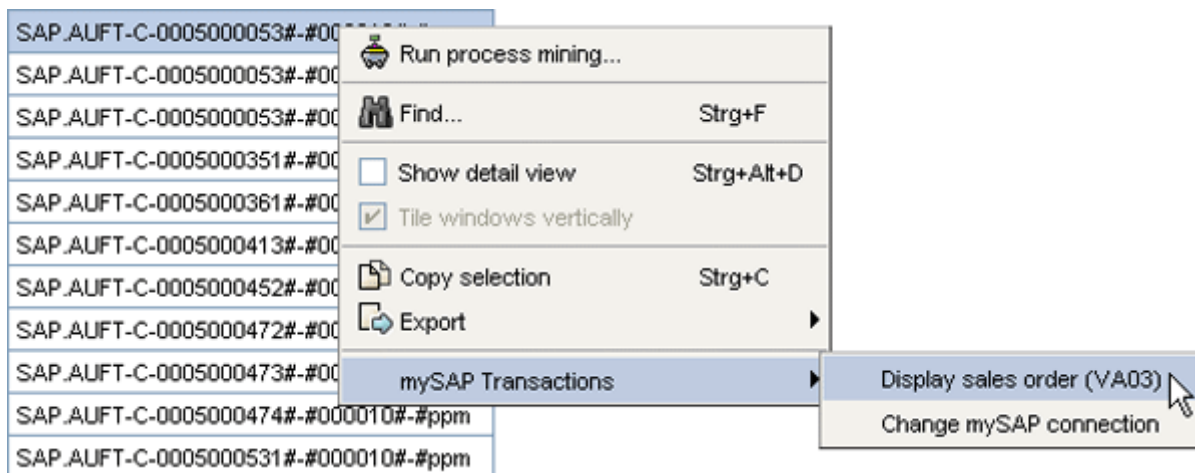 SAP.AUFT-C-0005000053#-#00
SAP.AUFT-C-0005000053#-#00
SAP.AUFT-C-0005000053#-#00
SAP.AUFT-C-0005000351#-#00
SAP.AUFT-C-0005000361#-#00
SAP.AUFT-C-0005000413#-#00
SAP.AUFT-C-0005000452#-#00
SAP.AUFT-C-0005000472#-#00
SAP.AUFT-C-0005000473#-#00
SAP.AUFT-C-0005000474#-#000010#-#ppm
SAP.AUFT-C-0005000531#-#000010#-#ppm
Run process mining...
Find... Strg+F
Show detail view Strg+Alt+D
Tile windows vertically
Copy selection Strg+C
Export
mySAP Transactions
Display sales order (VA03)
Change mySAP connection